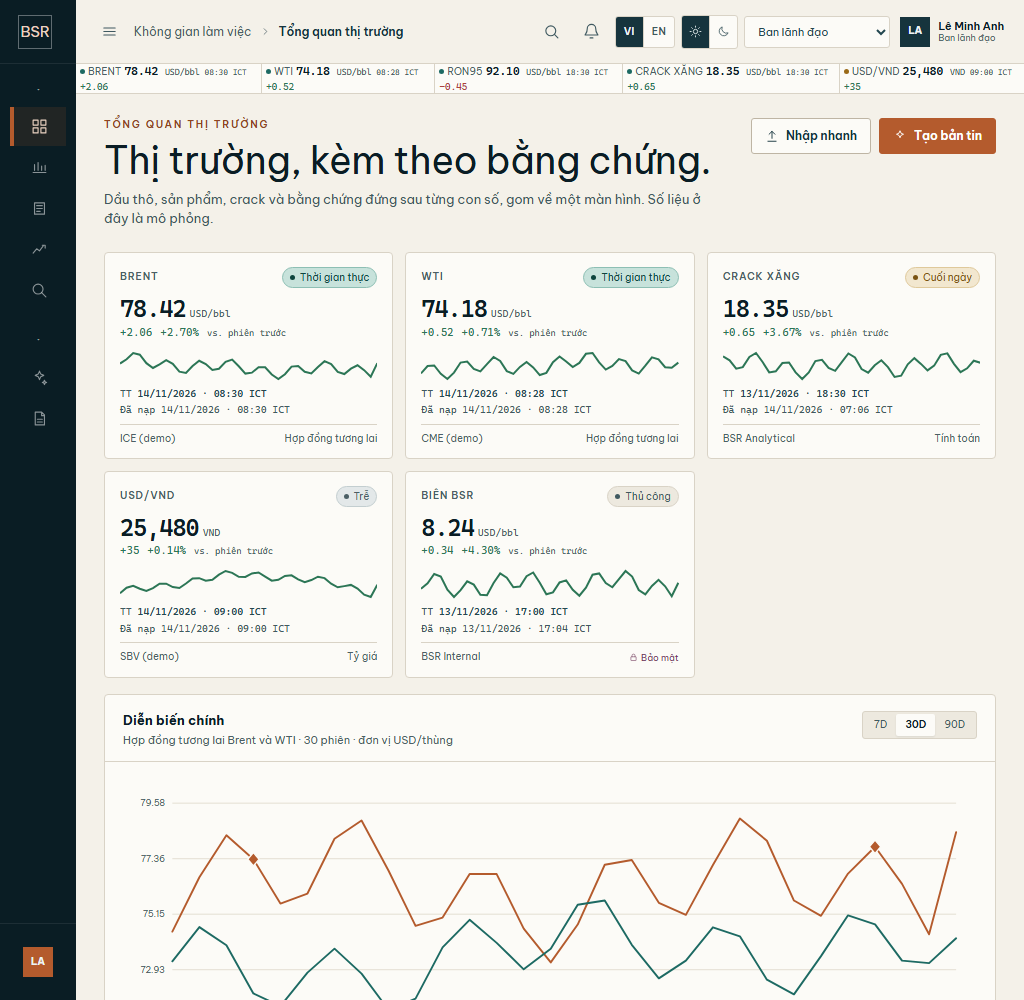 BSR
Không gian làm việc › Tổng quan thị trường
VI EN
Ban lãnh đạo
LA
Lê Minh Anh
Ban lãnh đạo
BRENT 78.42 USD/bbl 08:30 ICT
+2.06
WTI 74.18 USD/bbl 08:28 ICT
+0.52
RON95 92.10 USD/bbl 18:30 ICT
−0.45
CRACK XĂNG 18.35 USD/bbl 18:30 ICT
+0.65
USD/VND 25,480 VND 09:00 ICT
+35
TỔNG QUAN THỊ TRƯỜNG
Thị trường, kèm theo bằng chứng.
Dầu thô, sản phẩm, crack và bằng chứng đứng sau từng con số, gom về một màn hình. Số liệu ở
đây là mô phỏng.
Nhập nhanh
Tạo bản tin
BRENT
Thời gian thực
78.42 USD/bbl
+2.06 +2.70% vs. phiên trước
TT 14/11/2026 · 08:30 ICT
Đã nạp 14/11/2026 · 08:30 ICT
ICE (demo)
Hợp đồng tương lai
WTI
Thời gian thực
74.18 USD/bbl
+0.52 +0.71% vs. phiên trước
TT 14/11/2026 · 08:28 ICT
Đã nạp 14/11/2026 · 08:28 ICT
CME (demo)
Hợp đồng tương lai
CRACK XĂNG
Cuối ngày
18.35 USD/bbl
+0.65 +3.67% vs. phiên trước
TT 13/11/2026 · 18:30 ICT
Đã nạp 14/11/2026 · 07:06 ICT
BSR Analytical
Tính toán
USD/VND
Trễ
25,480 VND
+35 +0.14% vs. phiên trước
TT 14/11/2026 · 09:00 ICT
Đã nạp 14/11/2026 · 09:00 ICT
SBV (demo)
Tỷ giá
BIÊN BSR
Thủ công
8.24 USD/bbl
+0.34 +4.30% vs. phiên trước
TT 13/11/2026 · 17:00 ICT
Đã nạp 13/11/2026 · 17:04 ICT
BSR Internal
Bảo mật
Diễn biến chính
Hợp đồng tương lai Brent và WTI · 30 phiên · đơn vị USD/thùng
7D 30D 90D
79.58
77.36
75.15
72.93
LA